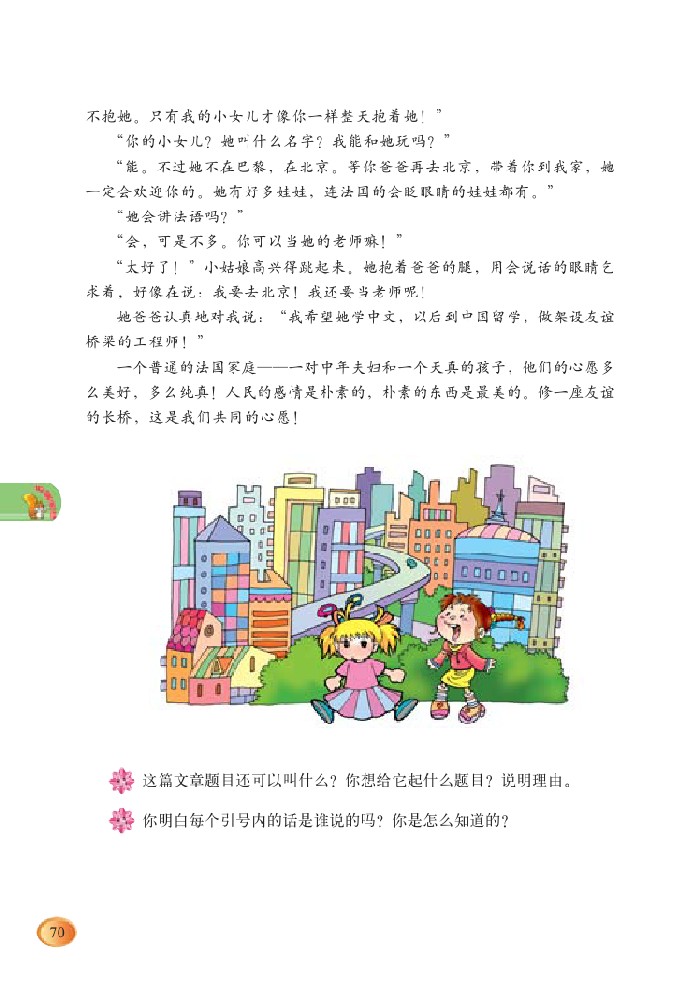 不抱她。只有我的小女儿才像你一样整天抱着她！”
“你的小女儿？她叫什么名字？我能和她玩吗？”
“能。不过她不在巴黎，在北京。等你爸爸再去北京，带着你到我家，她
一定会欢迎你的。她有好多娃娃，连法国的会眨眼睛的娃娃都有。”
“她会讲法语吗？”
“会，可是不多。你可以当她的老师嘛！”
“太好了！”小姑娘高兴得跳起来。她抱着爸爸的腿，用会说话的眼睛乞
求着，好像在说：我要去北京！我还要当老师呢！
她爸爸认真地对我说：“我希望她学中文，以后到中国留学，做架设友谊
桥梁的工程师！”
一个普通的法国家庭——一对中年夫妇和一个天真的孩子，他们的心愿多
么美好，多么纯真！人民的感情是朴素的，朴素的东西是最美的。修一座友谊
的长桥，这是我们共同的心愿！
这篇文章题目还可以叫什么？你想给它起什么题目？说明理由。
你明白每个引号内的话是谁说的吗？你是怎么知道的？
70